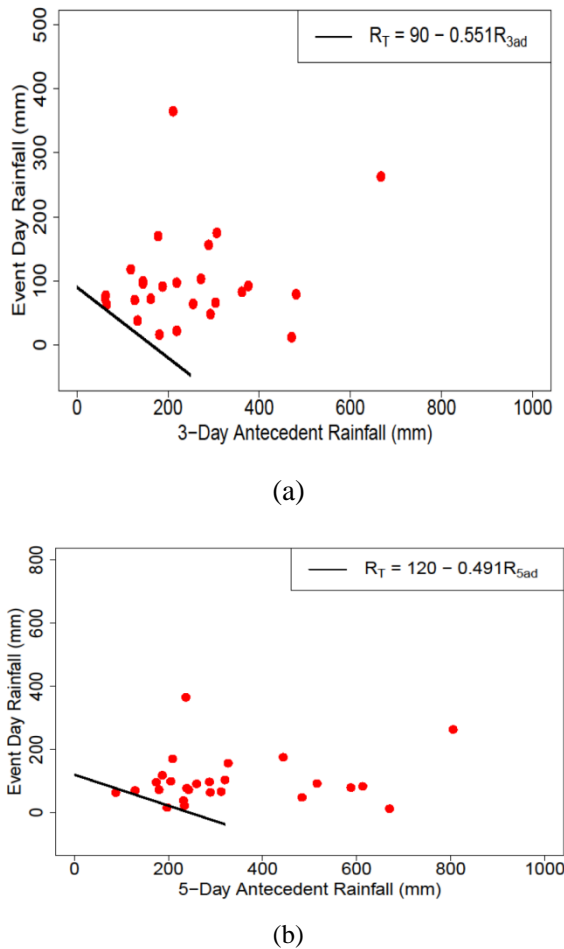 R_T = 90 − 0.551R_3ad
Event Day Rainfall (mm)
500
400
300
200
100
0
0 200 400 600 800 1000
3−Day Antecedent Rainfall (mm)
(a)
R_T = 120 − 0.491R_5ad
Event Day Rainfall (mm)
800
600
400
200
0
0 200 400 600 800 1000
5−Day Antecedent Rainfall (mm)
(b)